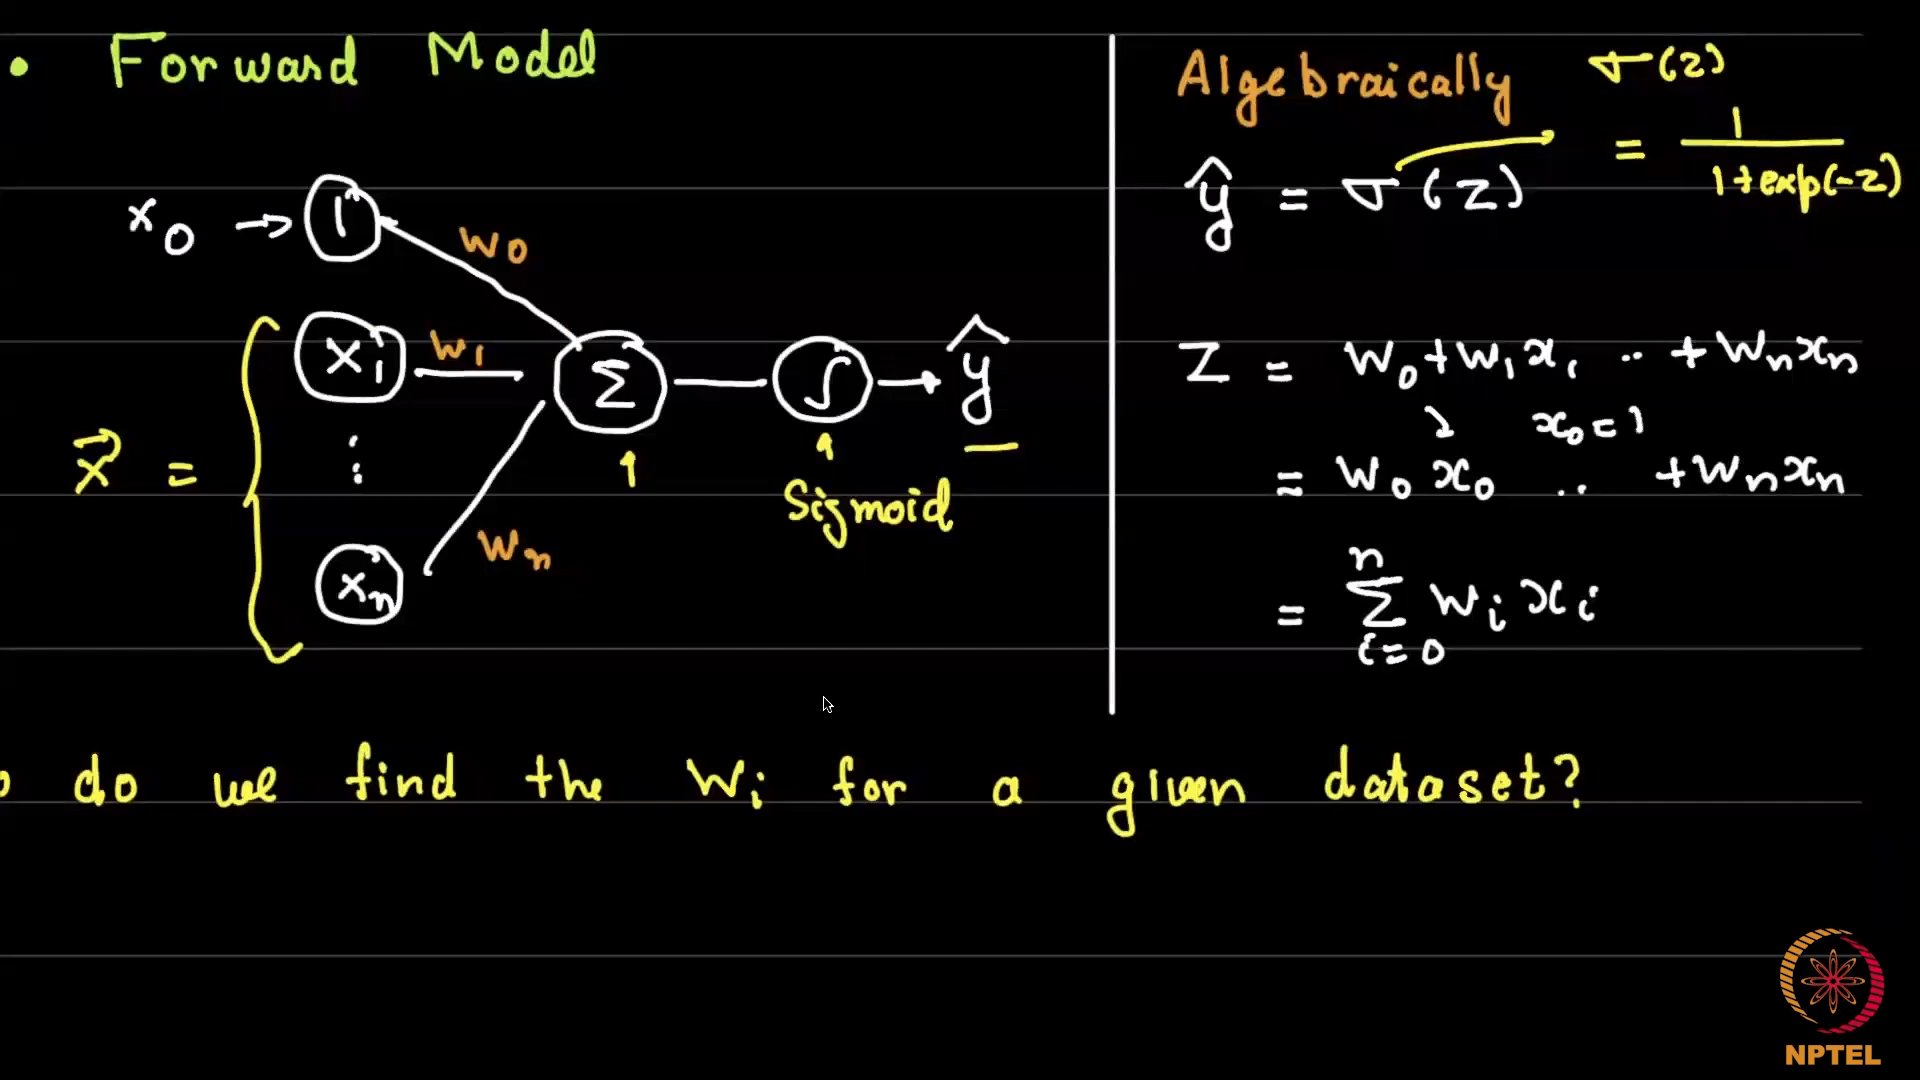 • Forward Model
x₀ → 1 w₀
x₁ w₁ Σ ∫ → ŷ
⋮
x⃗ =
Sigmoid
xₙ wₙ
Algebraically σ(z)
ŷ = σ(z) = 1 / 1+exp(-z)
z = w₀+w₁x₁ .. +wₙxₙ
x₀=1
= w₀x₀ .. +wₙxₙ
= Σ i=0 n wᵢxᵢ
do we find the wᵢ for a given dataset?
NPTEL